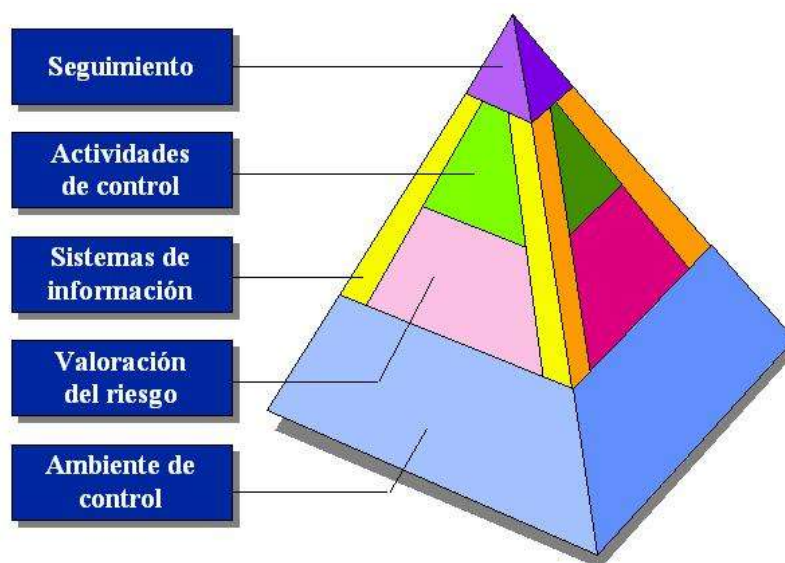 Seguimiento
Actividades
de control
Sistemas de
información
Valoración
del riesgo
Ambiente de
control